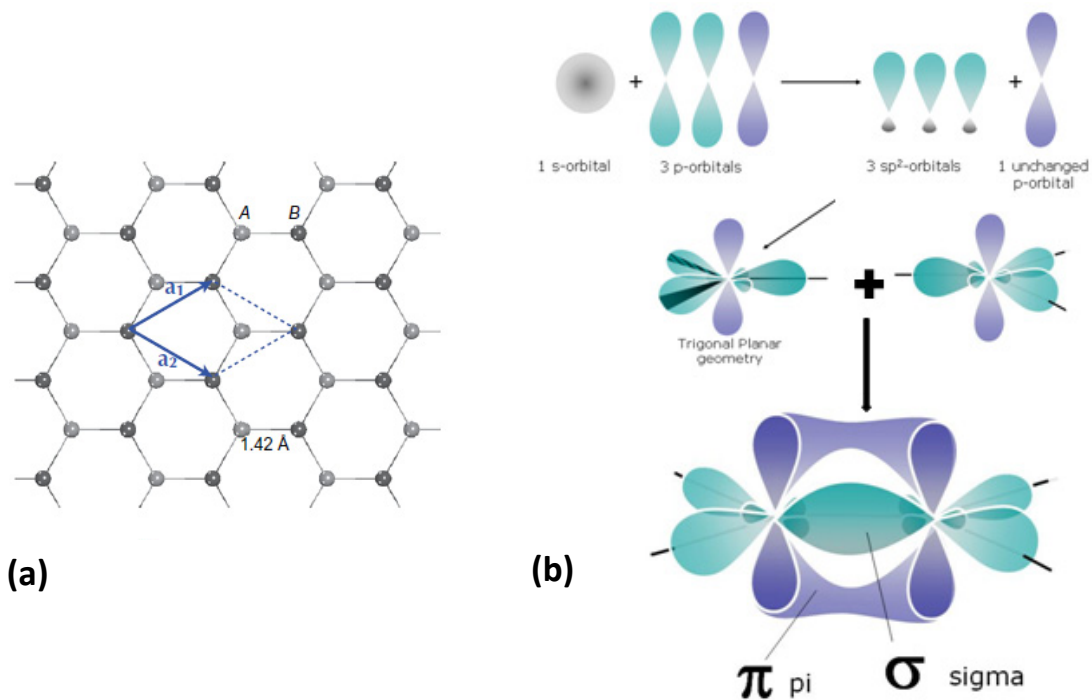 A B
a₁
a₂
1.42 Å
(a)
+ +
1 s-orbital 3 p-orbitals 3 sp²-orbitals 1 unchanged
p-orbital
+
Trigonal Planar
geometry
π pi σ sigma
(b)